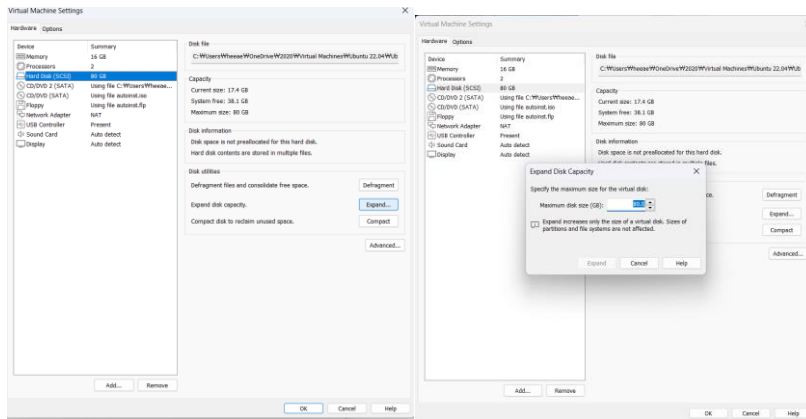 Virtual Machine Settings
Hardware Options
Device Summary
Memory 16 GB
Processors 2
Hard Disk (SCSI) 80 GB
CD/DVD 2 (SATA) Using file C:₩Users₩heese...
CD/DVD (SATA) Using file autoinst.iso
Floppy Using file autoinst.flp
Network Adapter NAT
USB Controller Present
Sound Card Auto detect
Display Auto detect
Add... Remove
Disk file
C:₩Users₩heese₩OneDrive₩2020₩Virtual Machines₩Ubuntu 22.04₩Ub
Capacity
Current size: 17.4 GB
System free: 38.1 GB
Maximum size: 80 GB
Disk information
Disk space is not preallocated for this hard disk.
Hard disk contents are stored in multiple files.
Disk utilities
Defragment files and consolidate free space. Defragment
Expand disk capacity. Expand...
Compact disk to reclaim unused space. Compact
Advanced...
OK Cancel Help
Virtual Machine Settings
Hardware Options
Device Summary
Memory 16 GB
Processors 2
Hard Disk (SCSI) 80 GB
CD/DVD 2 (SATA) Using file C:₩Users₩heese...
CD/DVD (SATA) Using file autoinst.iso
Floppy Using file autoinst.flp
Network Adapter NAT
USB Controller Present
Sound Card Auto detect
Display Auto detect
Add... Remove
Disk file
C:₩Users₩heese₩OneDrive₩2020₩Virtual Machines₩Ubuntu 22.04₩Ub
Capacity
Current size: 17.4 GB
System free: 38.1 GB
Maximum size: 80 GB
Disk information
Disk space is not preallocated for this hard disk.
Hard disk contents are stored in multiple files.
Expand Disk Capacity
Specify the maximum size for the virtual disk:
Maximum disk size (GB): 80.0
Expand increases only the size of a virtual disk. Sizes of
partitions and file systems are not affected.
Expand Cancel Help
ce. Defragment
Expand...
Compact
Advanced...
OK Cancel Help